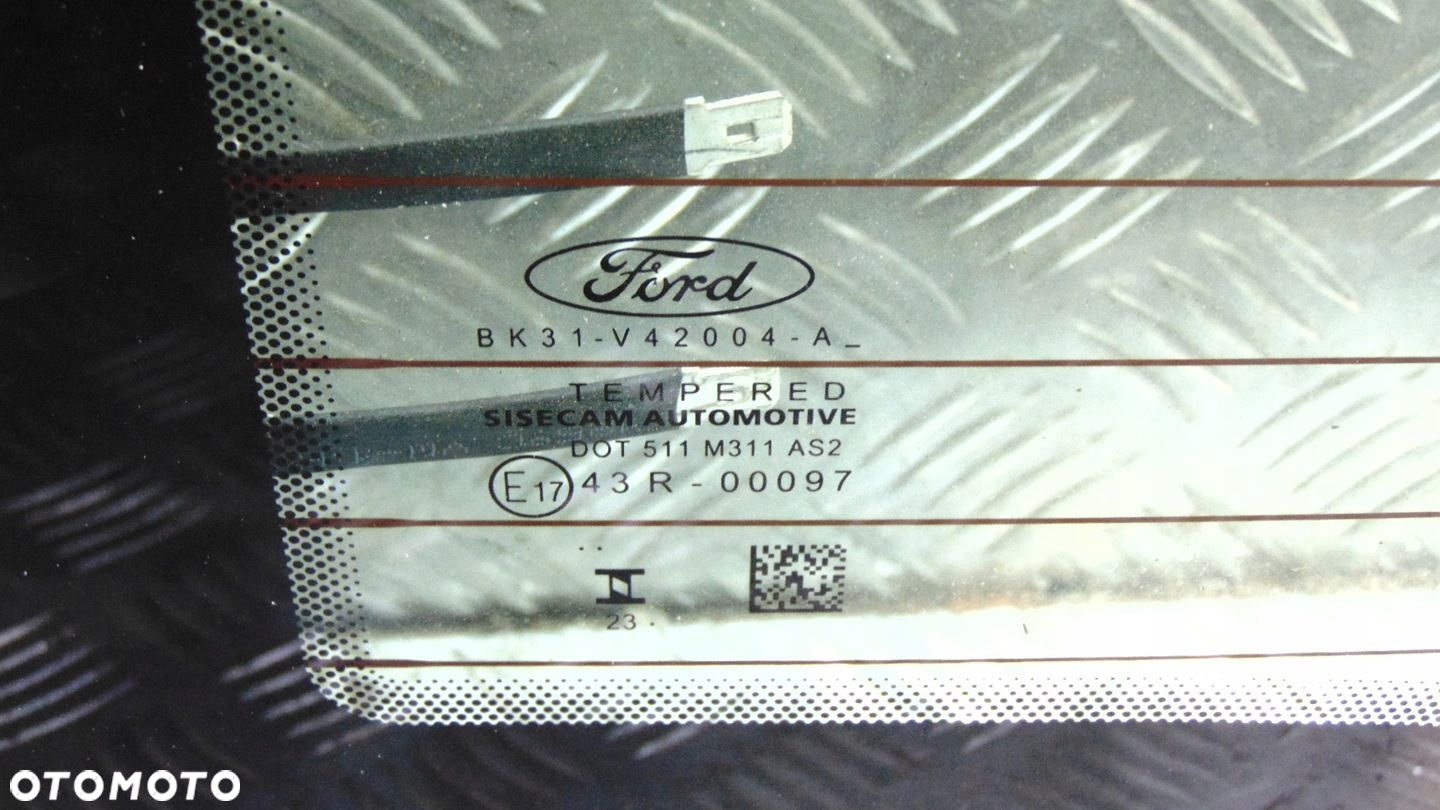 Ford
BK31-V42004-A_
TEMPERED
SISECAM AUTOMOTIVE
DOT 511 M311 AS2
E17 43R-00097
23 .
OTOMOTO